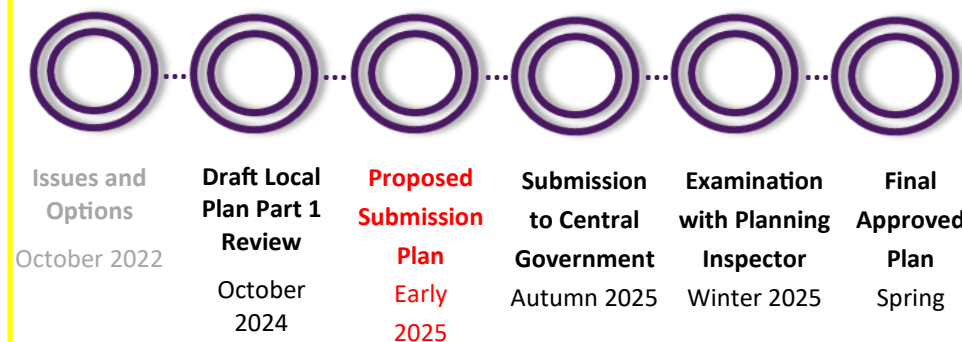 Issues and
Options
October 2022
Draft Local
Plan Part 1
Review
October
2024
Proposed
Submission
Plan
Early
2025
Submission
to Central
Government
Autumn 2025
Examination
with Planning
Inspector
Winter 2025
Final
Approved
Plan
Spring